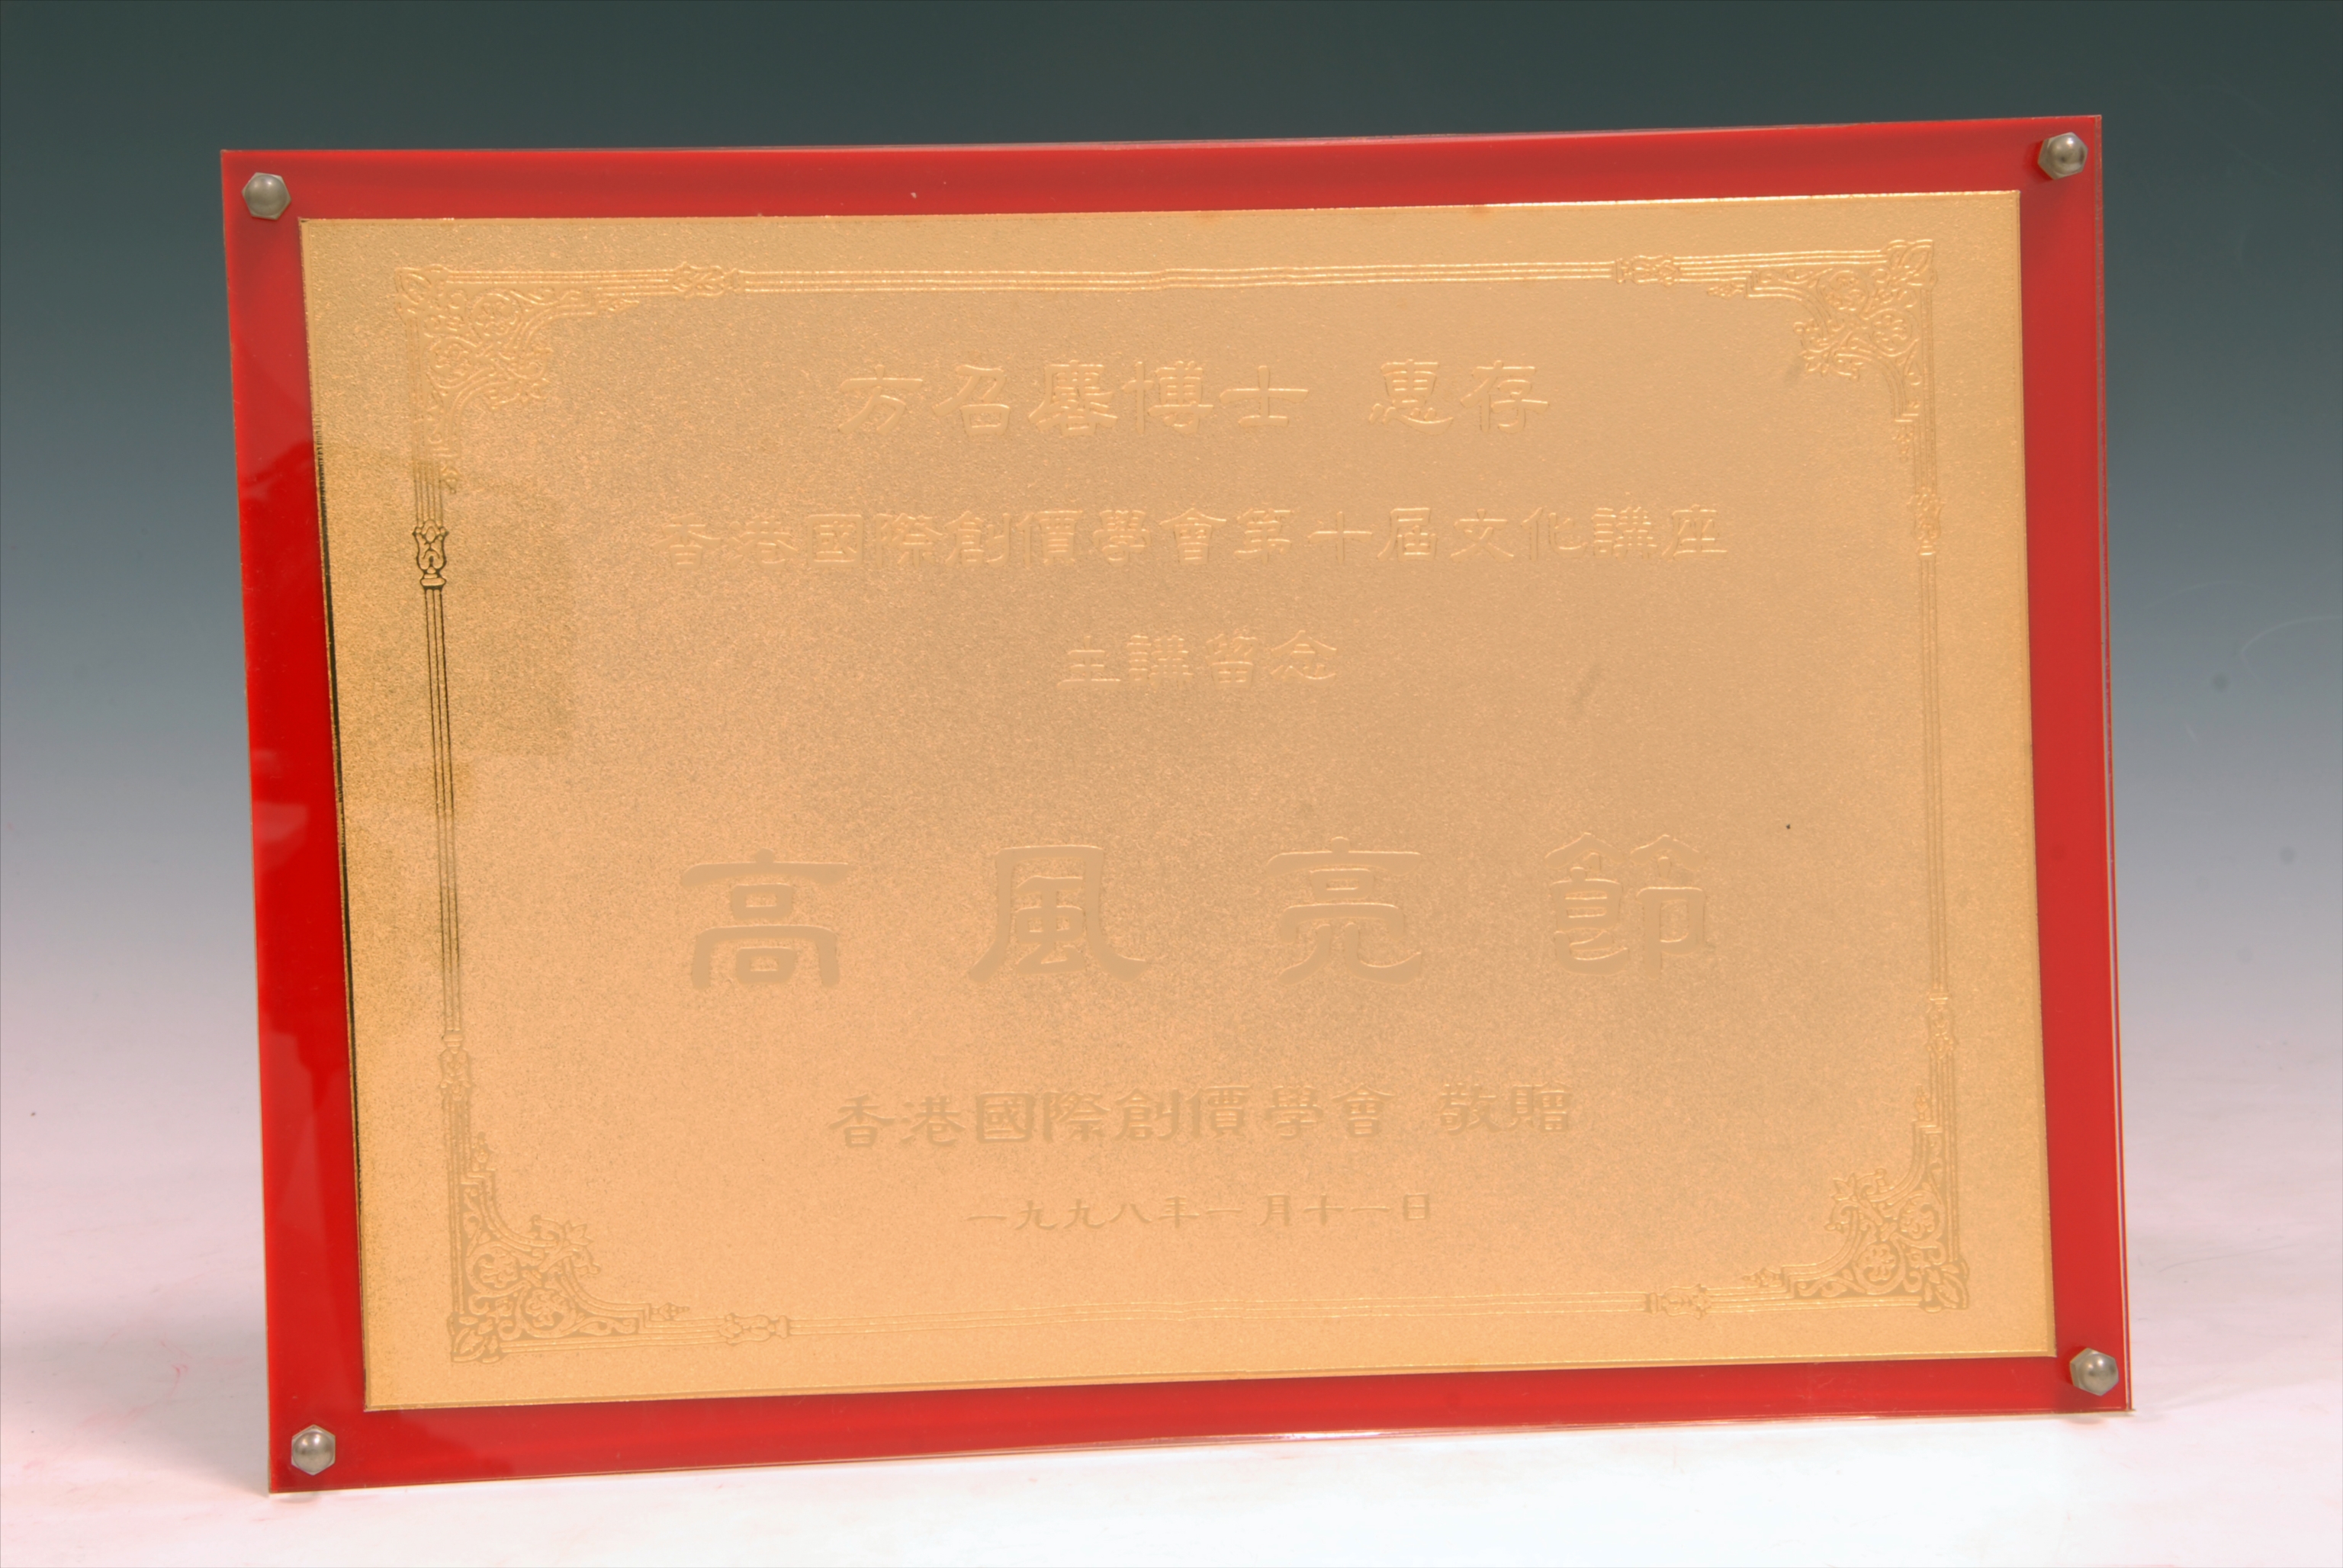 方召麐博士 惠存
香港國際創價學會第十屆文化講座
主講留念
高風亮節
香港國際創價學會 敬贈
一九九八年一月十一日